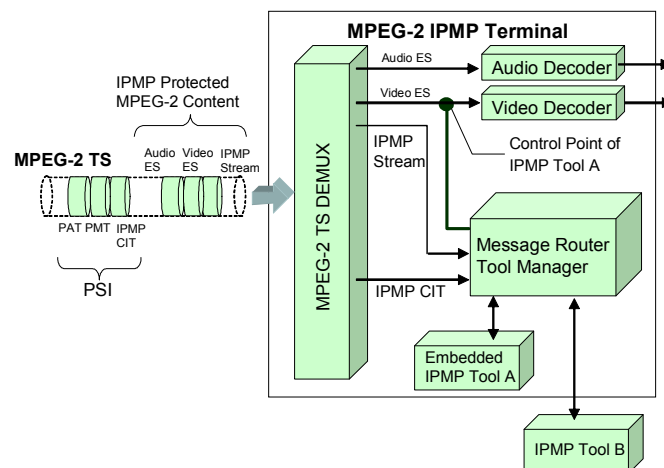 MPEG-2 IPMP Terminal
IPMP Protected
MPEG-2 Content
MPEG-2 TS
Audio
ES
Video
ES
IPMP
Stream
PAT
PMT
IPMP
CIT
PSI
MPEG-2 TS DEMUX
Audio ES
Audio Decoder
Video ES
Video Decoder
IPMP
Stream
Control Point of
IPMP Tool A
Message Router
Tool Manager
IPMP CIT
Embedded
IPMP Tool A
IPMP Tool B